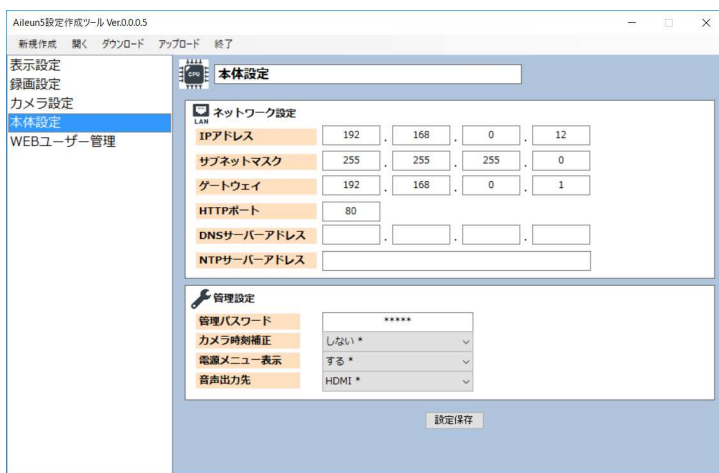 Aileun5設定作成ツール Ver.0.0.0.5
新規作成 開く ダウンロード アップロード 終了
表示設定
録画設定
カメラ設定
本体設定
WEBユーザー管理
CPU 本体設定
LAN ネットワーク設定
IPアドレス 192 . 168 . 0 . 12
サブネットマスク 255 . 255 . 255 . 0
ゲートウェイ 192 . 168 . 0 . 1
HTTPポート 80
DNSサーバーアドレス . . .
NTPサーバーアドレス
管理設定
管理パスワード *****
カメラ時刻補正 しない *
電源メニュー表示 する *
音声出力先 HDMI *
設定保存